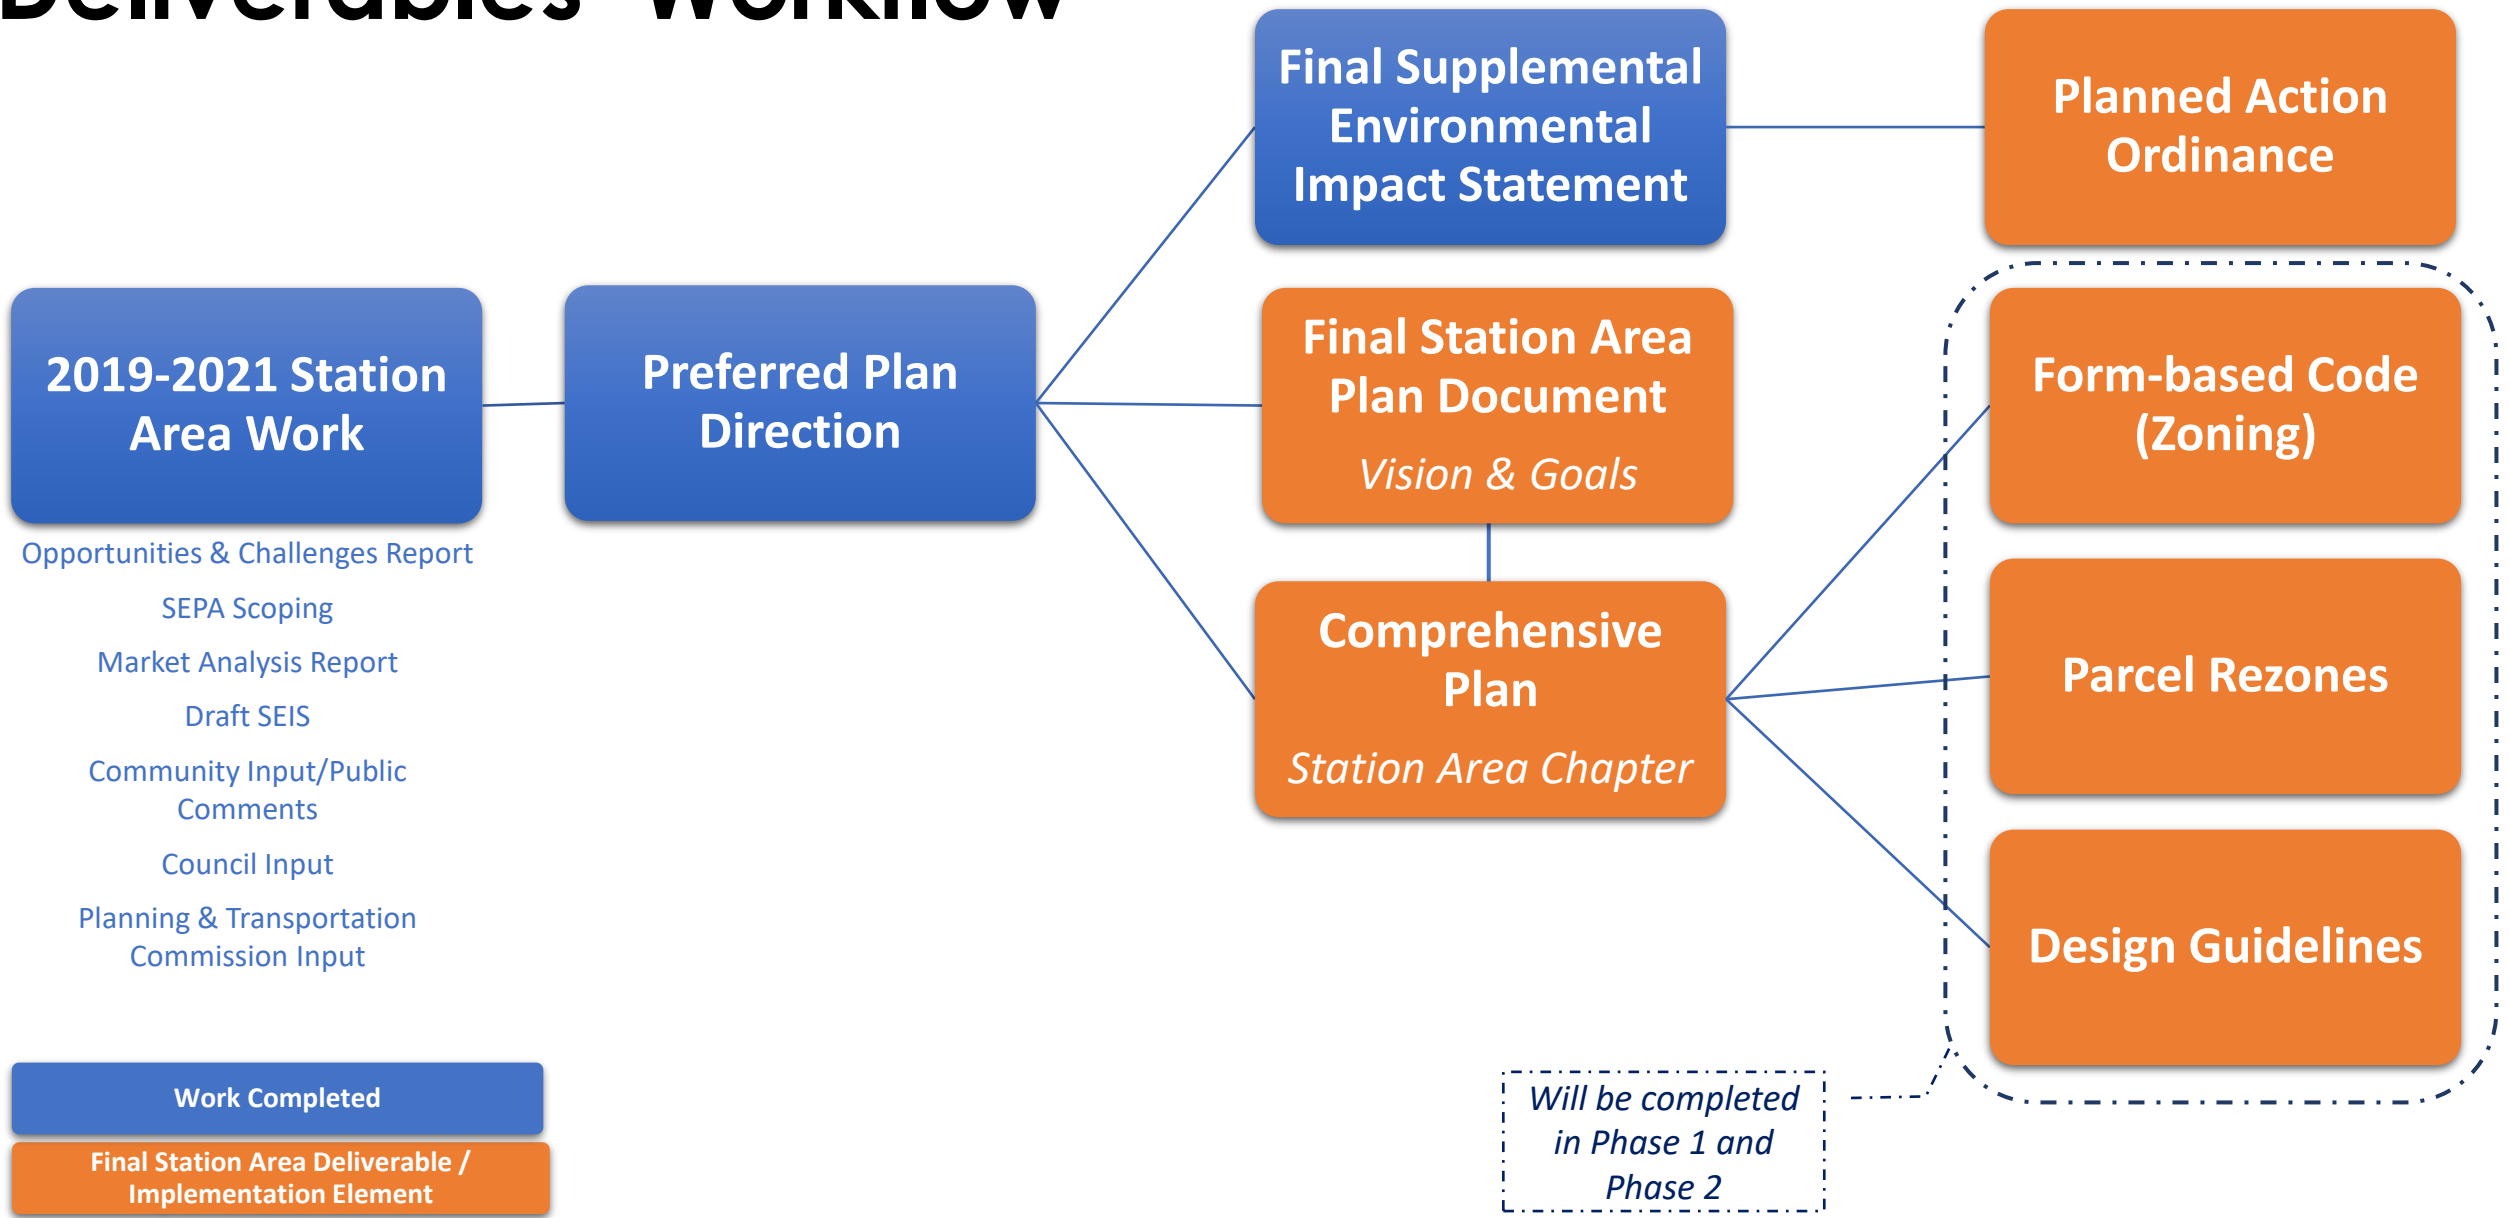 Deliverables Workflow
Final Supplemental
Environmental
Impact Statement
Planned Action
Ordinance
2019-2021 Station
Area Work
Preferred Plan
Direction
Final Station Area
Plan Document
Vision & Goals
Form-based Code
(Zoning)
Opportunities & Challenges Report
SEPA Scoping
Market Analysis Report
Draft SEIS
Community Input/Public
Comments
Council Input
Planning & Transportation
Commission Input
Comprehensive
Plan
Station Area Chapter
Parcel Rezones
Design Guidelines
Work Completed
Final Station Area Deliverable /
Implementation Element
Will be completed
in Phase 1 and
Phase 2